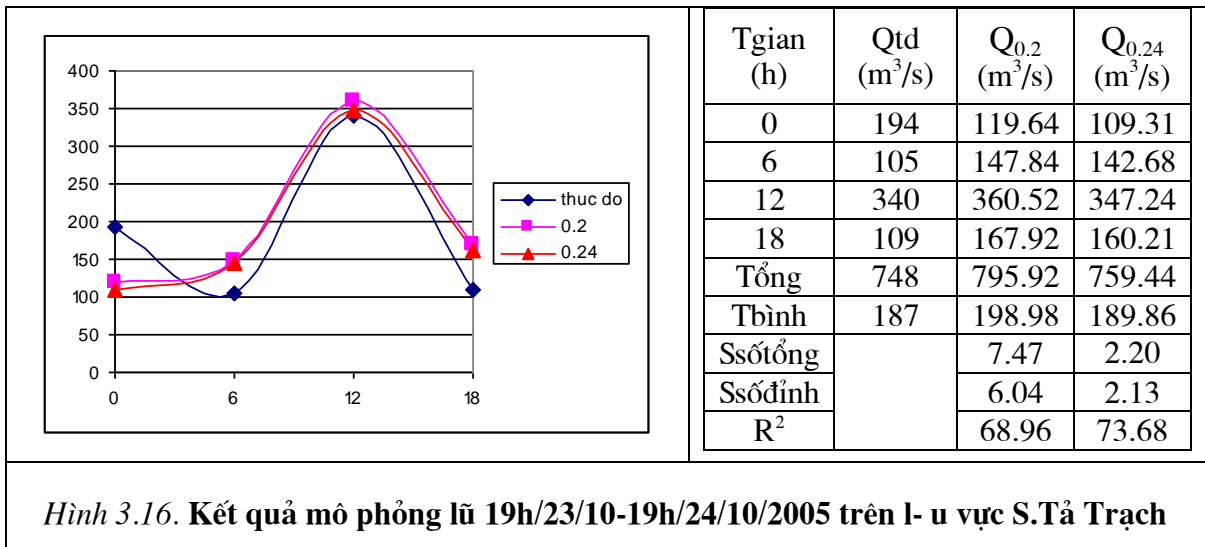 400
350
300
250
200
150
100
50
0
0 6 12 18
thuc do
0.2
0.24
Tgian (h) Qtd (m³/s) Q0.2 (m³/s) Q0.24 (m³/s)
0 194 119.64 109.31
6 105 147.84 142.68
12 340 360.52 347.24
18 109 167.92 160.21
Tổng 748 795.92 759.44
Tbình 187 198.98 189.86
Ssốtổng 7.47 2.20
Ssốđỉnh 6.04 2.13
R² 68.96 73.68
Hình 3.16. Kết quả mô phỏng lũ 19h/23/10-19h/24/10/2005 trên l- u vực S.Tả Trạch